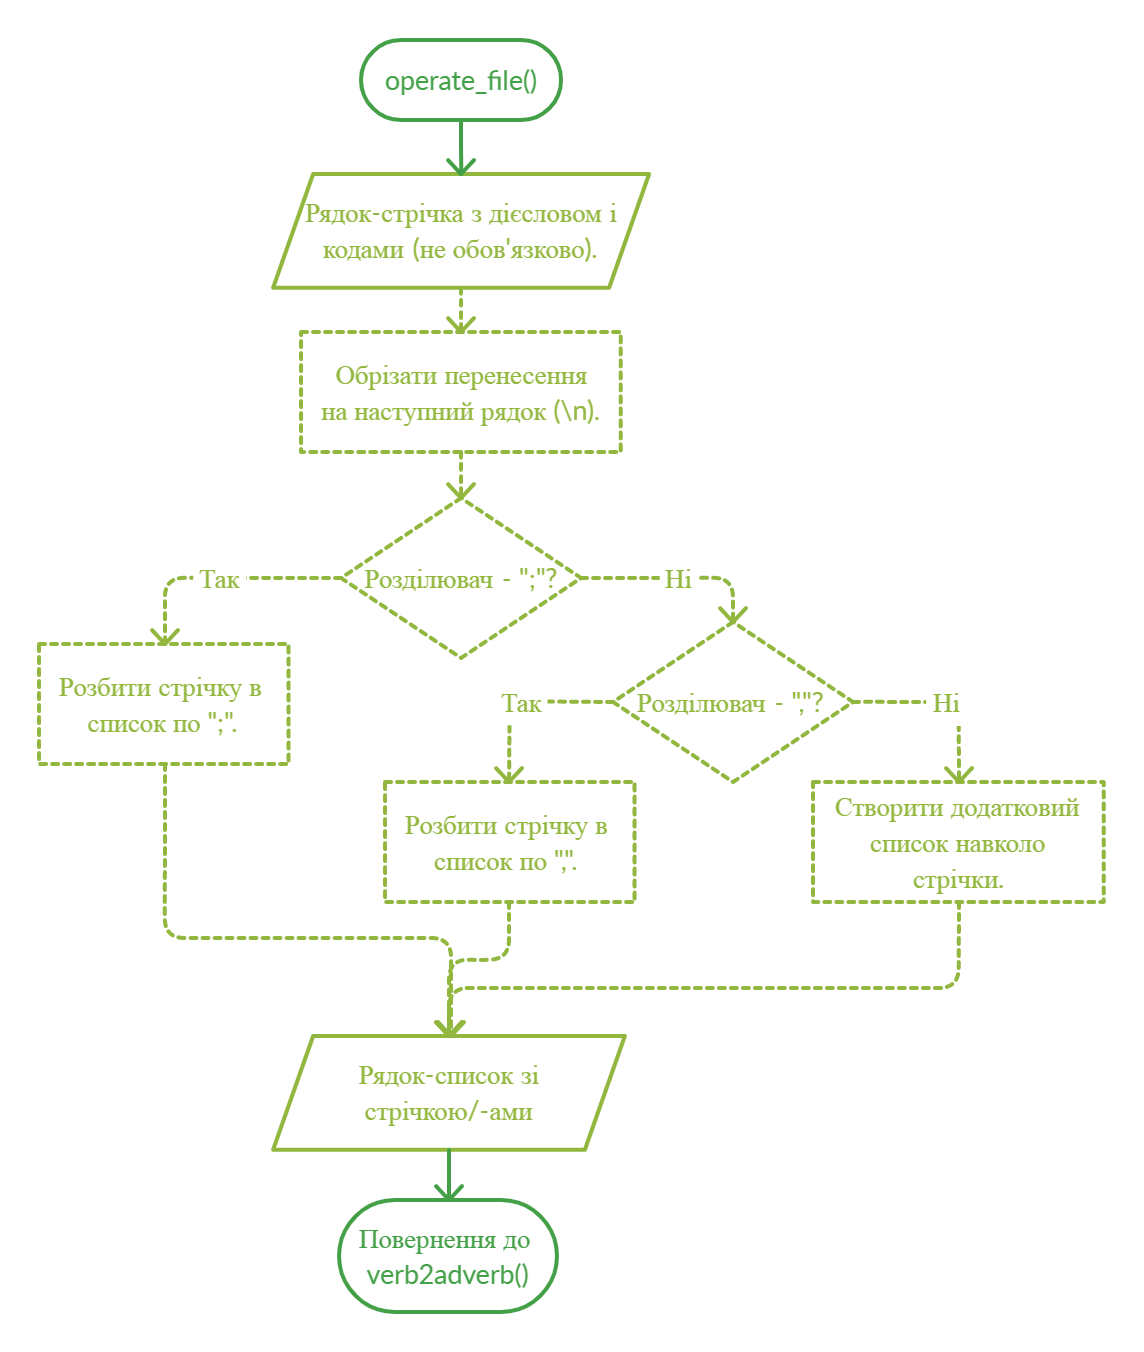 operate_file()
Рядок-стрічка з дієсловом і
кодами (не обов'язково).
Обрізати перенесення
на наступний рядок (\n).
Розділювач - ";"?
Так
Ні
Розбити стрічку в
список по ";".
Розділювач - ","?
Так
Ні
Розбити стрічку в
список по ",".
Створити додатковий
список навколо
стрічки.
Рядок-список зі
стрічкою/-ами
Повернення до
verb2adverb()